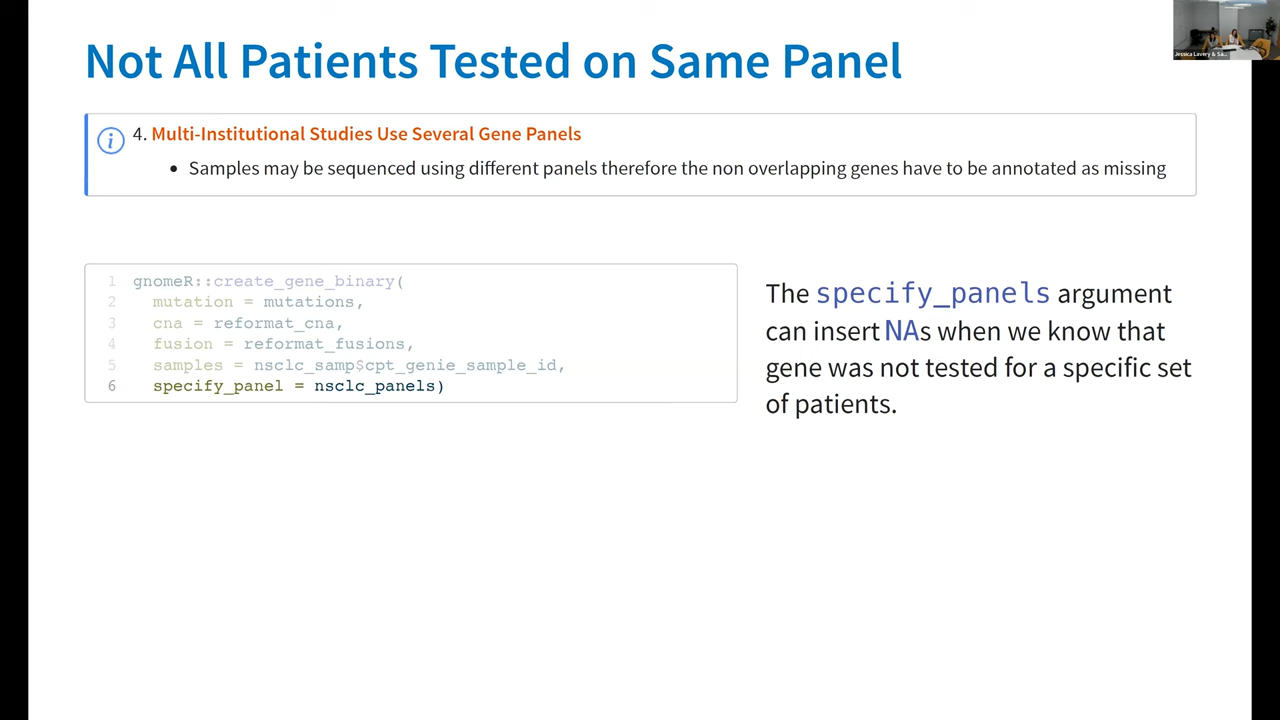 Not All Patients Tested on Same Panel
4. Multi-Institutional Studies Use Several Gene Panels
• Samples may be sequenced using different panels therefore the non overlapping genes have to be annotated as missing
1 gnomeR::create_gene_binary(
2 mutation = mutations,
3 cna = reformat_cna,
4 fusion = reformat_fusions,
5 samples = nsclc_samp$cpt_genie_sample_id,
6 specify_panel = nsclc_panels)
The specify_panels argument
can insert NAs when we know that
gene was not tested for a specific set
of patients.
Jessica Lavery & Sa...